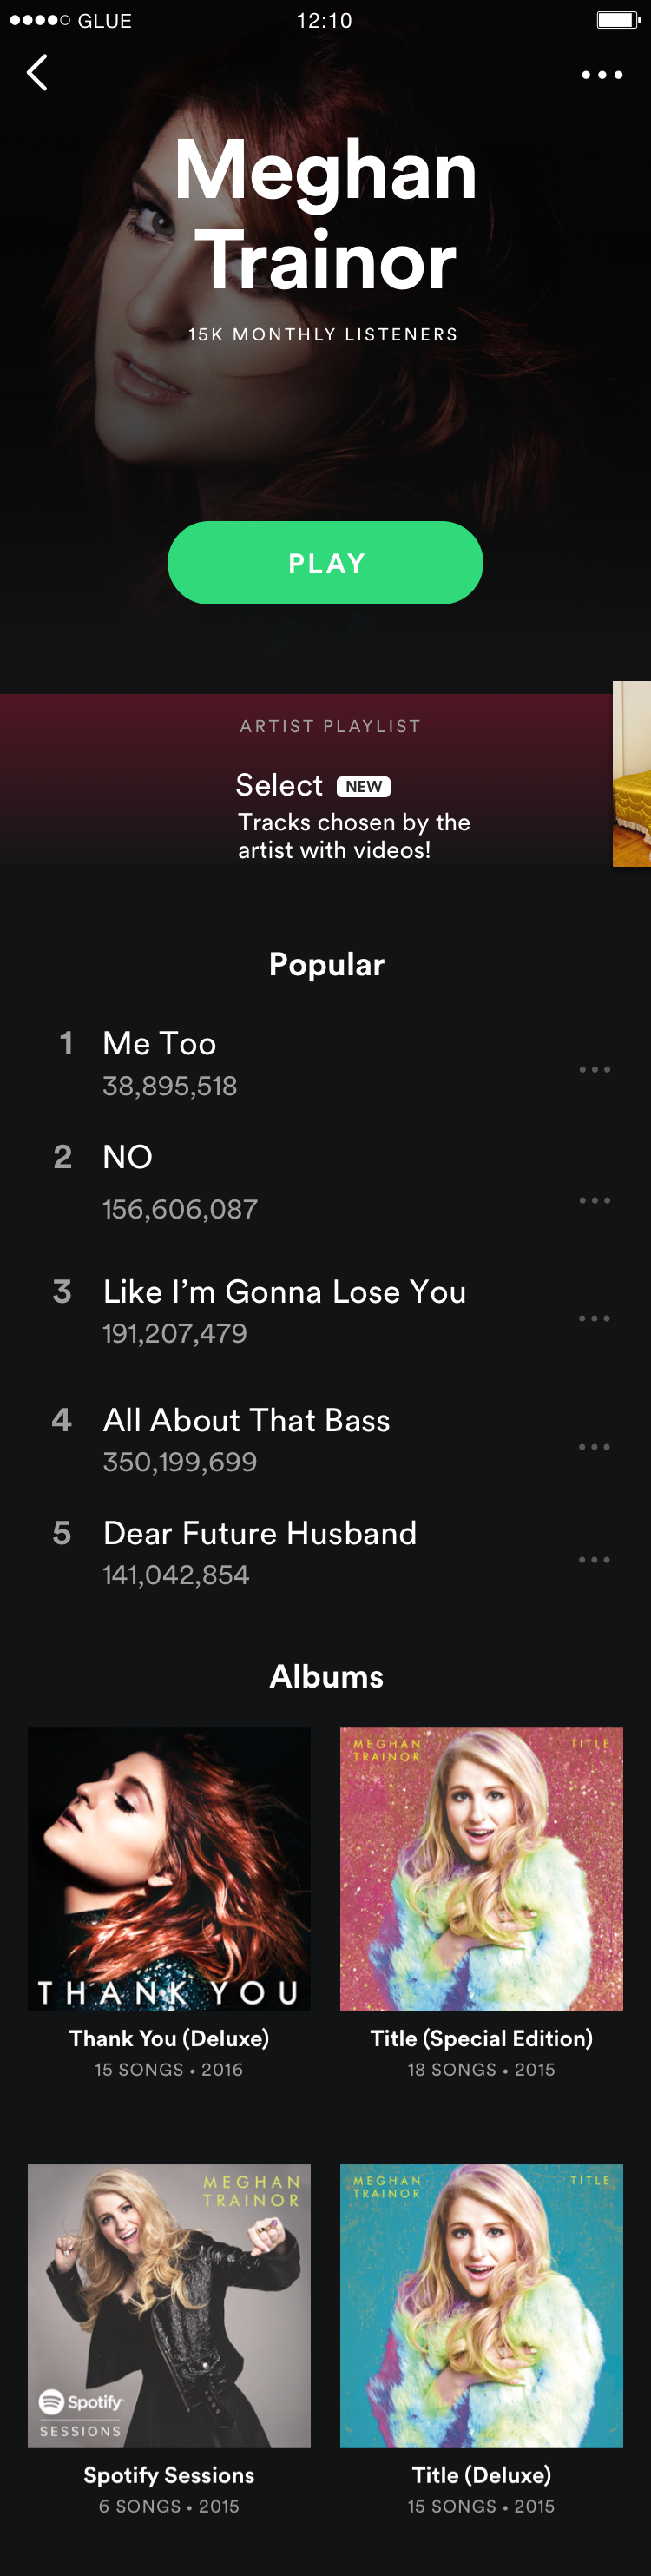 GLUE 12:10
Meghan
Trainor
15K MONTHLY LISTENERS
PLAY
ARTIST PLAYLIST
Select NEW
Tracks chosen by the
artist with videos!
Popular
1 Me Too
38,895,518
2 NO
156,606,087
3 Like I’m Gonna Lose You
191,207,479
4 All About That Bass
350,199,699
5 Dear Future Husband
141,042,854
Albums
THANK YOU
Thank You (Deluxe)
15 SONGS • 2016
MEGHAN TITLE
TRAINOR
Title (Special Edition)
18 SONGS • 2015
MEGHAN
TRAINOR
Spotify
SESSIONS
Spotify Sessions
6 SONGS • 2015
MEGHAN TITLE
TRAINOR
Title (Deluxe)
15 SONGS • 2015